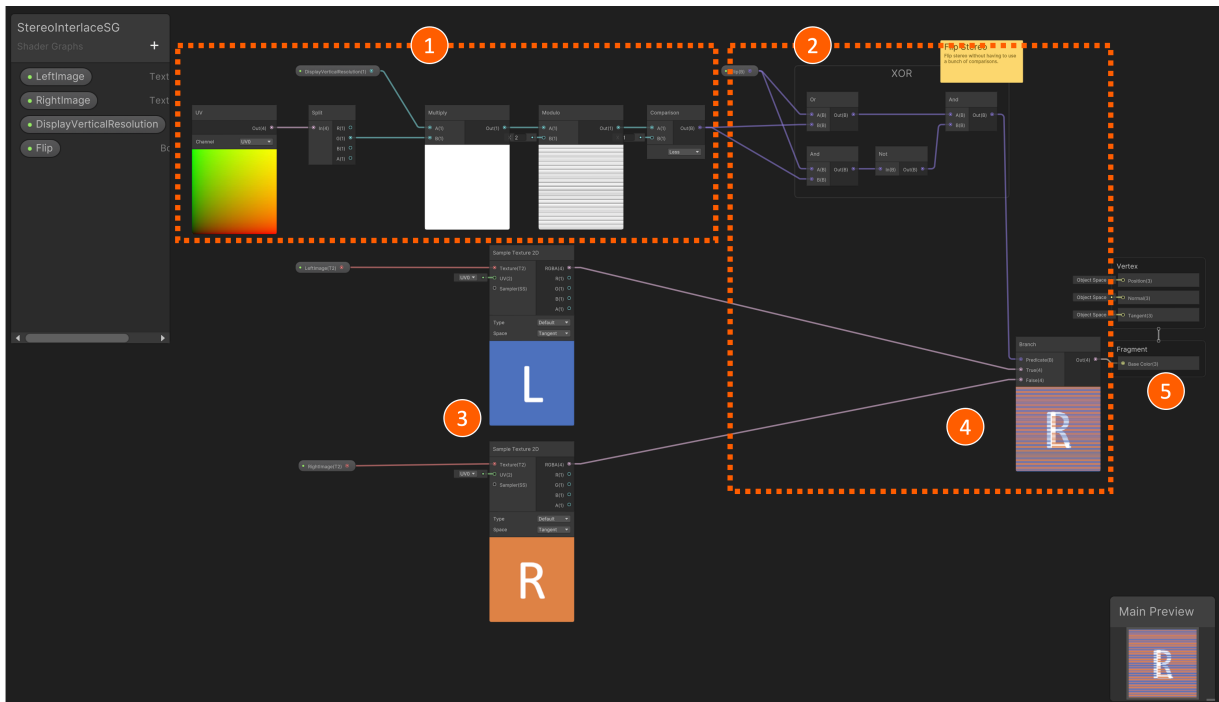 StereoInterlaceSG
Shader Graphs
+
LeftImage Text
RightImage Text
DisplayVerticalResolution
Flip Bo
1
2
DisplayVerticalResolution(1)
Flip Stereo
Flip stereo without having to use
a bunch of comparisons.
XOR
UV
Out(4)
Channel UV0
Split
In(4) R(1)
G(1)
B(1)
A(1)
Multiply
A(1) Out(1)
B(1)
Modulo
A(1) Out(1)
2 B(1)
Comparison
A(1) Out(B)
1 B(1)
Less
Or
A(B) Out(B)
B(B)
And
A(B) Out(B)
B(B)
And
A(B) Out(B)
B(B)
Not
In(B) Out(B)
LeftImage(T2)
Sample Texture 2D
Texture(T2) RGBA(4)
UV0 UV(2) R(1)
Sampler(SS) G(1)
B(1)
A(1)
Type Default
Space Tangent
L
3
RightImage(T2)
Sample Texture 2D
Texture(T2) RGBA(4)
UV0 UV(2) R(1)
Sampler(SS) G(1)
B(1)
A(1)
Type Default
Space Tangent
R
Branch
Predicate(B) Out(4)
True(4)
False(4)
4
Vertex
Object Space Position(3)
Object Space Normal(3)
Object Space Tangent(3)
Fragment
Base Color(3)
5
Main Preview